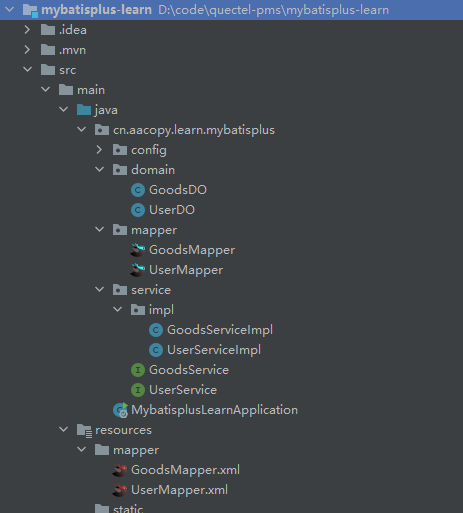 mybatisplus-learn D:\code\quectel-pms\mybatisplus-learn
.idea
.mvn
src
main
java
cn.aacopy.learn.mybatisplus
config
domain
GoodsDO
UserDO
mapper
GoodsMapper
UserMapper
service
impl
GoodsServiceImpl
UserServiceImpl
GoodsService
UserService
MybatisplusLearnApplication
resources
mapper
GoodsMapper.xml
UserMapper.xml
static